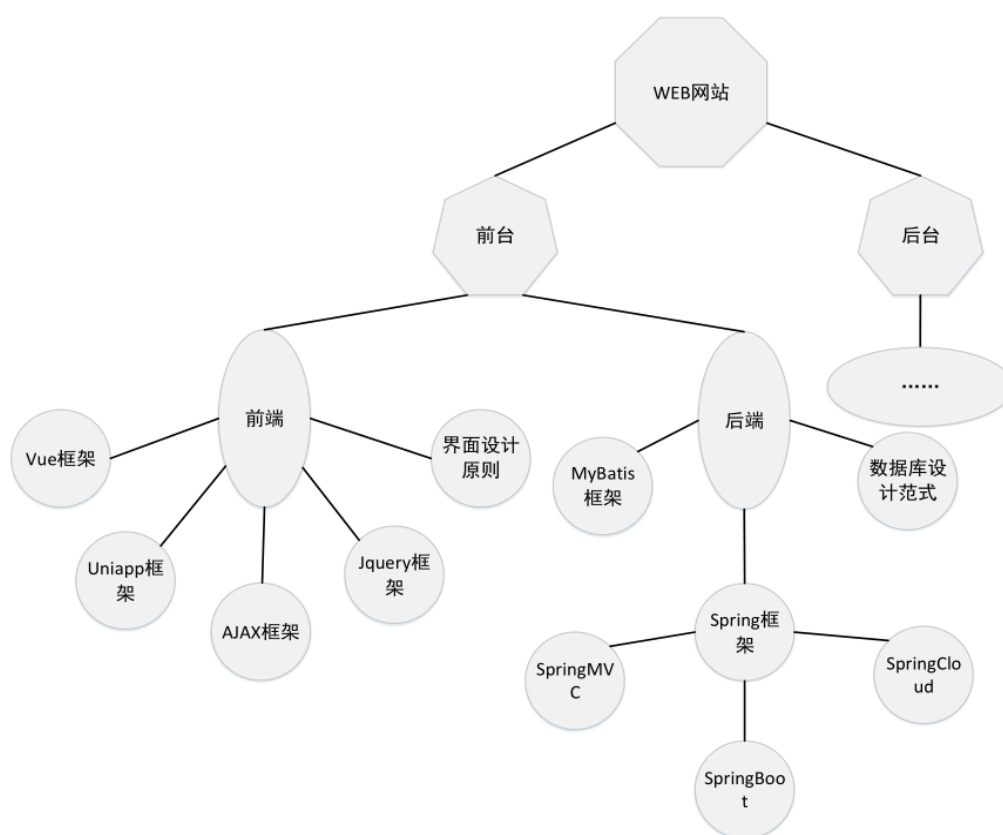 WEB网站
前台
后台
前端
后端
......
Vue框架
界面设计
原则
MyBatis
框架
数据库设
计范式
Uniapp框
架
Jquery框
架
AJAX框架
Spring框
架
SpringMV
C
SpringClo
ud
SpringBoo
t